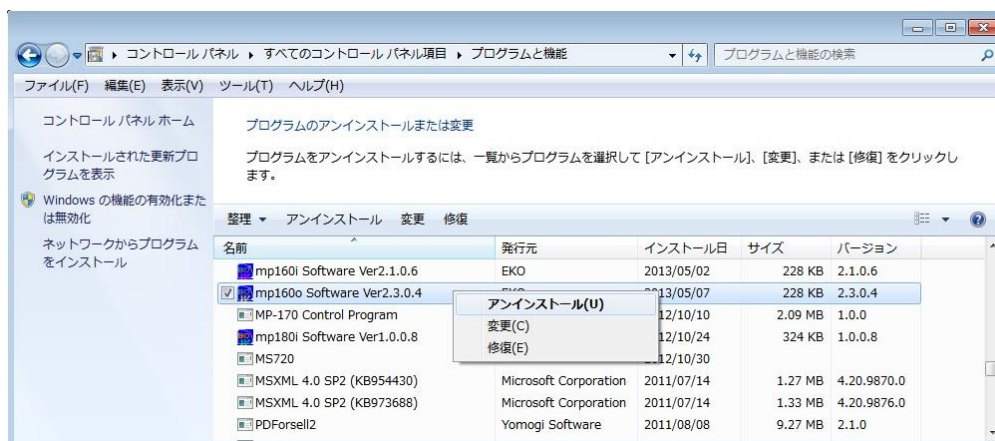 コントロール パネル ▸ すべてのコントロール パネル項目 ▸ プログラムと機能
プログラムと機能の検索
ファイル(F) 編集(E) 表示(V) ツール(T) ヘルプ(H)
コントロール パネル ホーム
インストールされた更新プロ
グラムを表示
Windows の機能の有効化また
は無効化
ネットワークからプログラム
をインストール
プログラムのアンインストールまたは変更
プログラムをアンインストールするには、一覧からプログラムを選択して [アンインストール]、[変更]、または [修復] をクリックし
ます。
整理 アンインストール 変更 修復
名前 発行元 インストール日 サイズ バージョン
mp160i Software Ver2.1.0.6 EKO 2013/05/02 228 KB 2.1.0.6
mp160o Software Ver2.3.0.4 13/05/07 228 KB 2.3.0.4
MP-170 Control Program 12/10/10 2.09 MB 1.0.0
mp180i Software Ver1.0.0.8 12/10/24 324 KB 1.0.0.8
MS720 2012/10/30
MSXML 4.0 SP2 (KB954430) Microsoft Corporation 2011/07/14 1.27 MB 4.20.9870.0
MSXML 4.0 SP2 (KB973688) Microsoft Corporation 2011/07/14 1.33 MB 4.20.9876.0
PDForsell2 Yomogi Software 2011/08/08 9.27 MB 2.1.0
アンインストール(U)
変更(C)
修復(E)